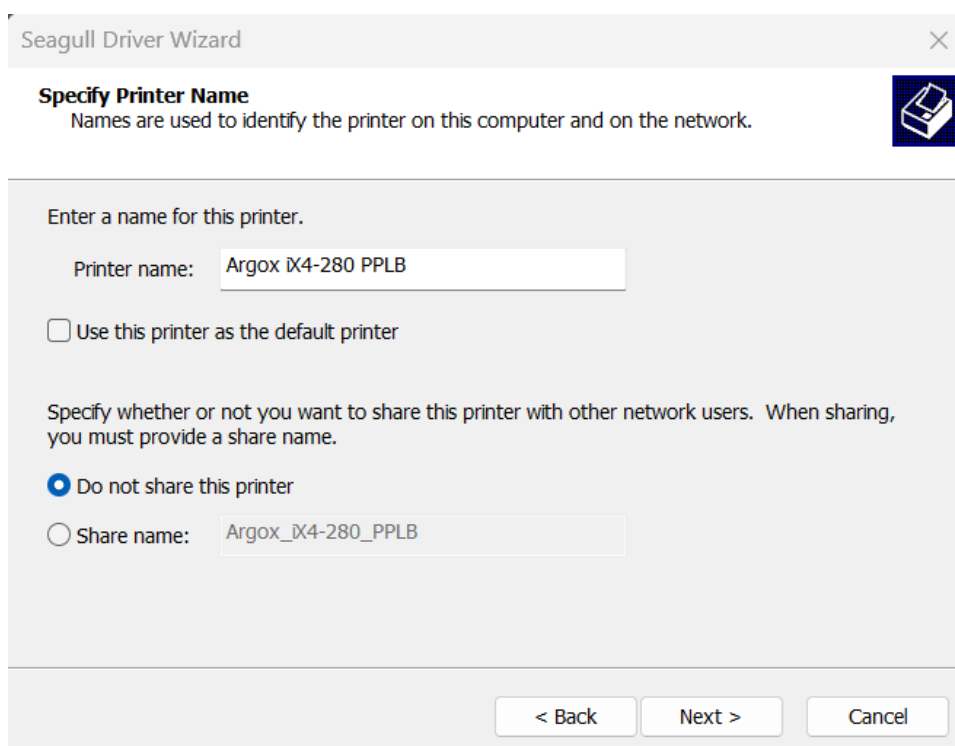 Seagull Driver Wizard
Specify Printer Name
Names are used to identify the printer on this computer and on the network.
Enter a name for this printer.
Printer name: Argox iX4-280 PPLB
Use this printer as the default printer
Specify whether or not you want to share this printer with other network users.  When sharing,
you must provide a share name.
Do not share this printer
Share name: Argox_iX4-280_PPLB
< Back Next > Cancel